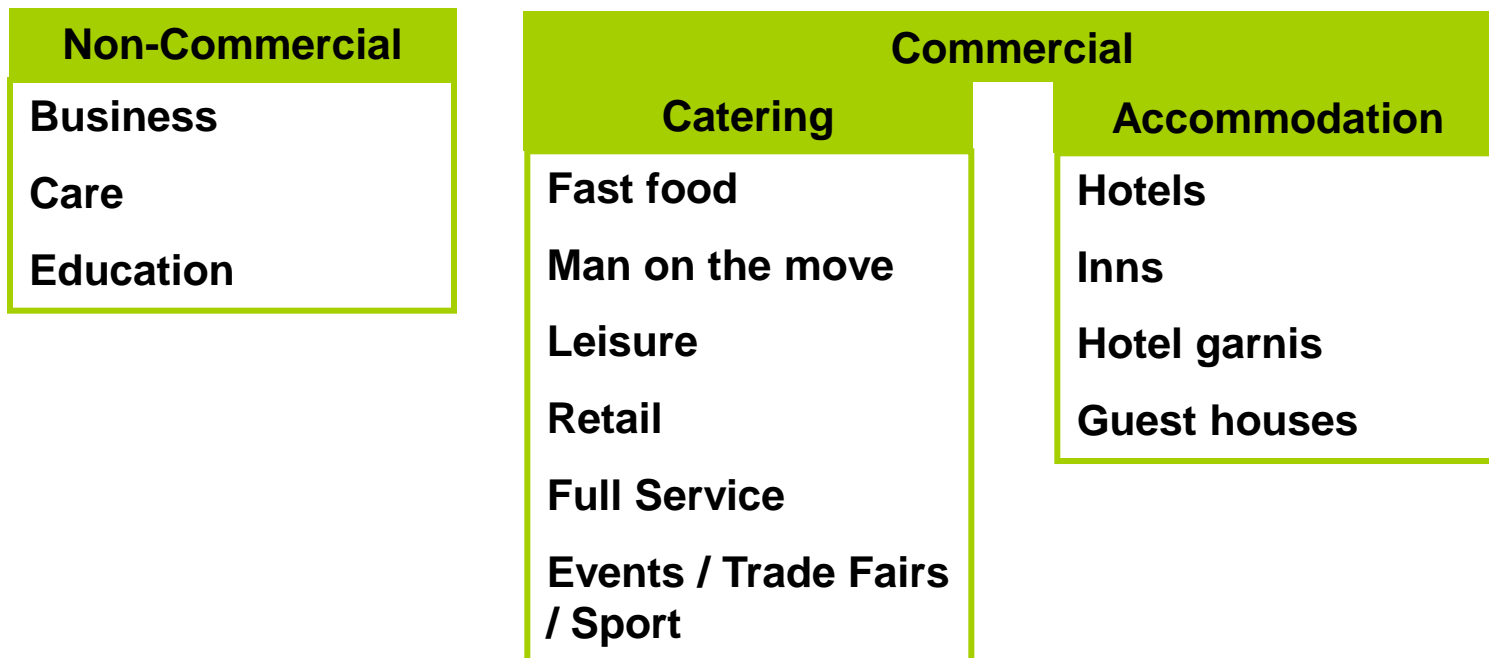 Non-Commercial
Business
Care
Education
Commercial
Catering
Fast food
Man on the move
Leisure
Retail
Full Service
Events / Trade Fairs
/ Sport
Accommodation
Hotels
Inns
Hotel garnis
Guest houses